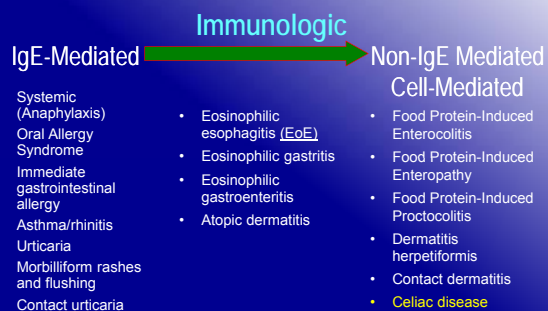 Immunologic
IgE-Mediated
Non-IgE Mediated
Cell-Mediated
Systemic
(Anaphylaxis)
Oral Allergy
Syndrome
Immediate
gastrointestinal
allergy
Asthma/rhinitis
Urticaria
Morbilliform rashes
and flushing
Contact urticaria
• Eosinophilic
esophagitis (EoE)
• Eosinophilic gastritis
• Eosinophilic
gastroenteritis
• Atopic dermatitis
• Food Protein-Induced
Enterocolitis
• Food Protein-Induced
Enteropathy
• Food Protein-Induced
Proctocolitis
• Dermatitis
herpetiformis
• Contact dermatitis
• Celiac disease